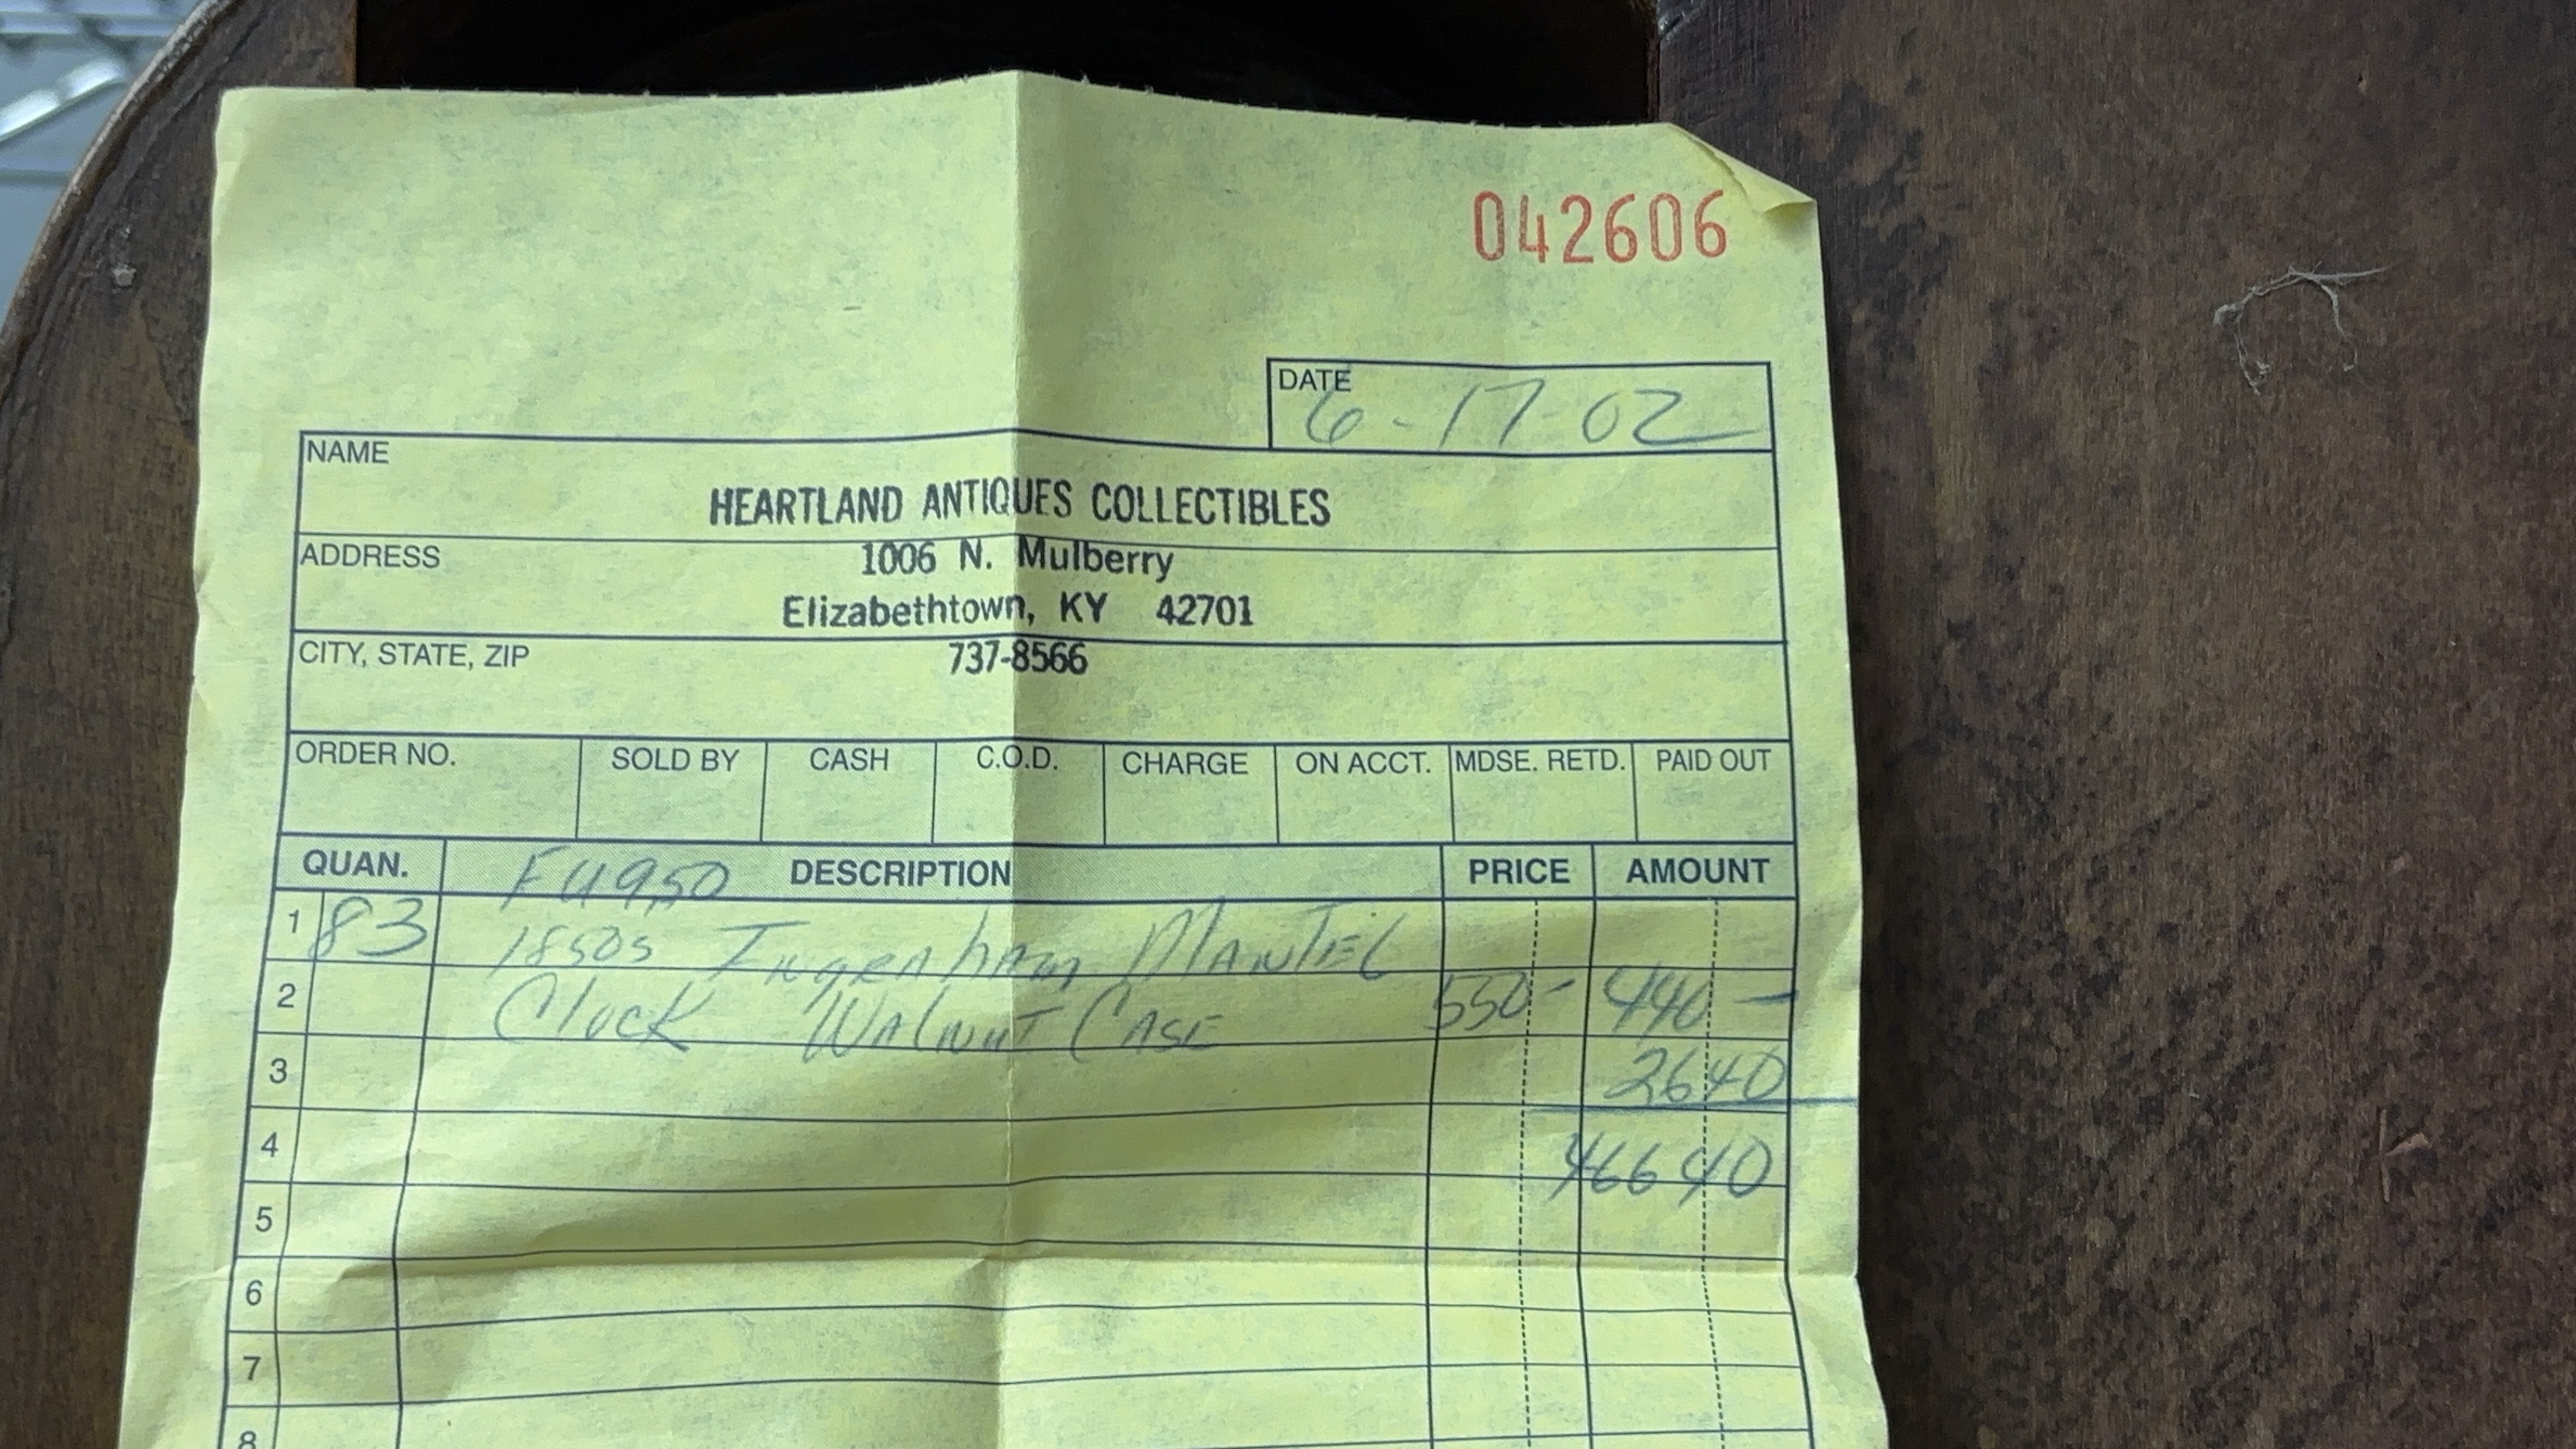 042606
DATE
6-17-02
NAME
HEARTLAND ANTIQUES COLLECTIBLES
ADDRESS
1006 N. Mulberry
Elizabethtown, KY 42701
CITY, STATE, ZIP
737-8566
ORDER NO. SOLD BY CASH C.O.D. CHARGE ON ACCT. MDSE. RETD. PAID OUT
QUAN. DESCRIPTION PRICE AMOUNT
1 83 1850s Ingraham Mantel
2 Clock Walnut Case 550- 440-
3 2640
4 46640
5
6
7
8